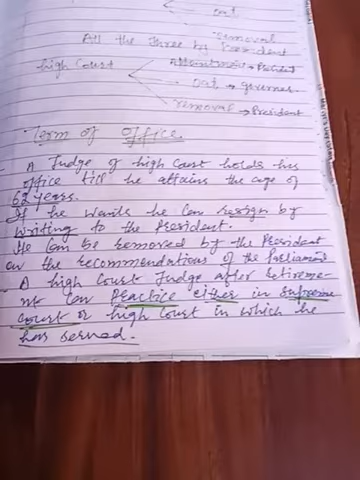 oat
removal
All the three by President
high Court
Appointment → President
oat → governer
removal → President
Term of Office.
- A Judge of high Court holds his
office till he attains the age of
62 years.
- If he wants he can resign by
writing to the President.
- He can be removed by the President
on the recommendations of the Parliament
- A high Court Judge after retireme-
nt can practice either in supreme
court or high Court in which he
has served.